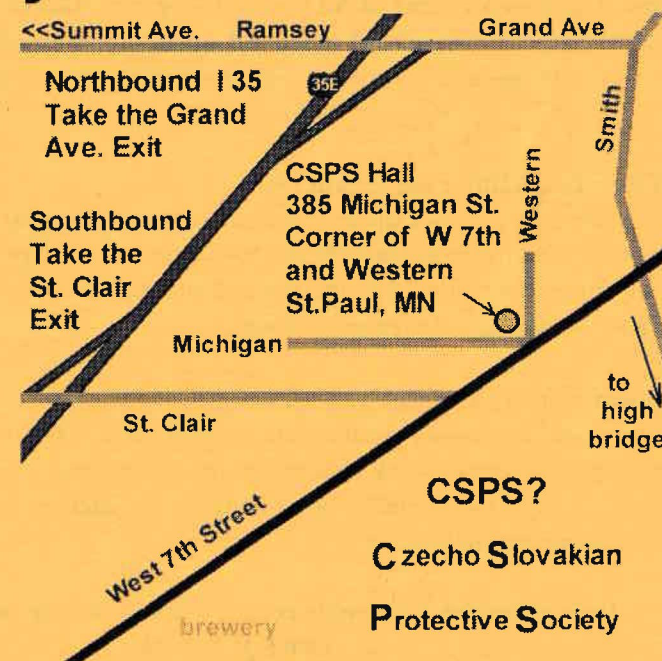 <<Summit Ave. Ramsey Grand Ave
Northbound I 35
Take the Grand
Ave. Exit
35E
Smith
CSPS Hall
385 Michigan St.
Corner of W 7th
and Western
St.Paul, MN
Western
Southbound
Take the
St. Clair
Exit
Michigan
St. Clair
to
high
bridge
West 7th Street
brewery
CSPS?
Czecho Slovakian
Protective Society